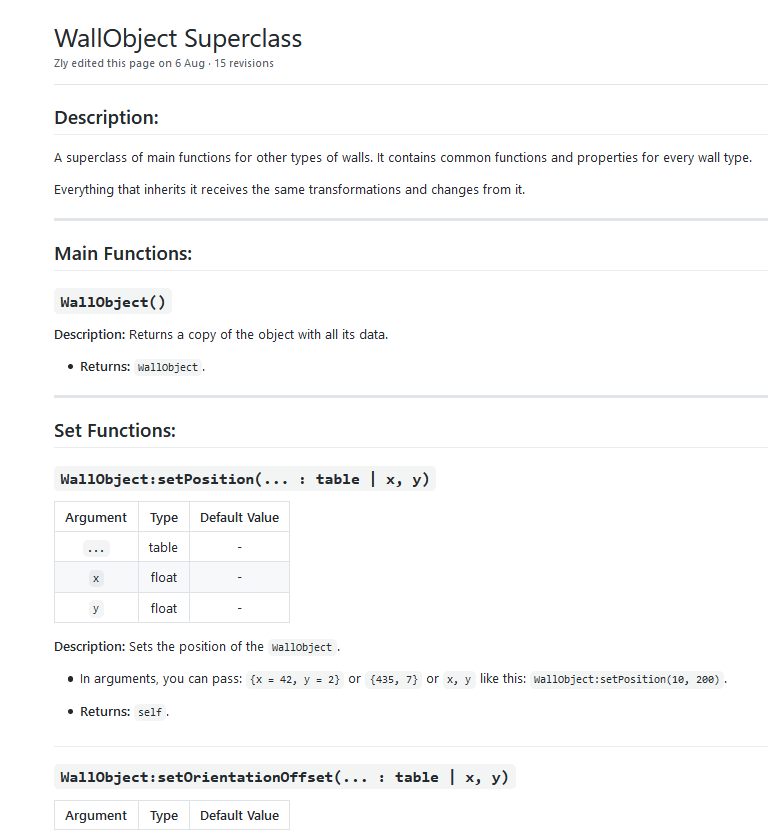 WallObject Superclass
Zly edited this page on 6 Aug · 15 revisions
Description:
A superclass of main functions for other types of walls. It contains common functions and properties for every wall type.
Everything that inherits it receives the same transformations and changes from it.
Main Functions:
WallObject()
Description: Returns a copy of the object with all its data.
• Returns: WallObject.
Set Functions:
WallObject:setPosition(... : table | x, y)
Argument Type Default Value
... table -
x float -
y float -
Description: Sets the position of the WallObject.
• In arguments, you can pass: {x = 42, y = 2} or {435, 7} or x, y like this: WallObject:setPosition(10, 200).
• Returns: self.
WallObject:setOrientationOffset(... : table | x, y)
Argument Type Default Value